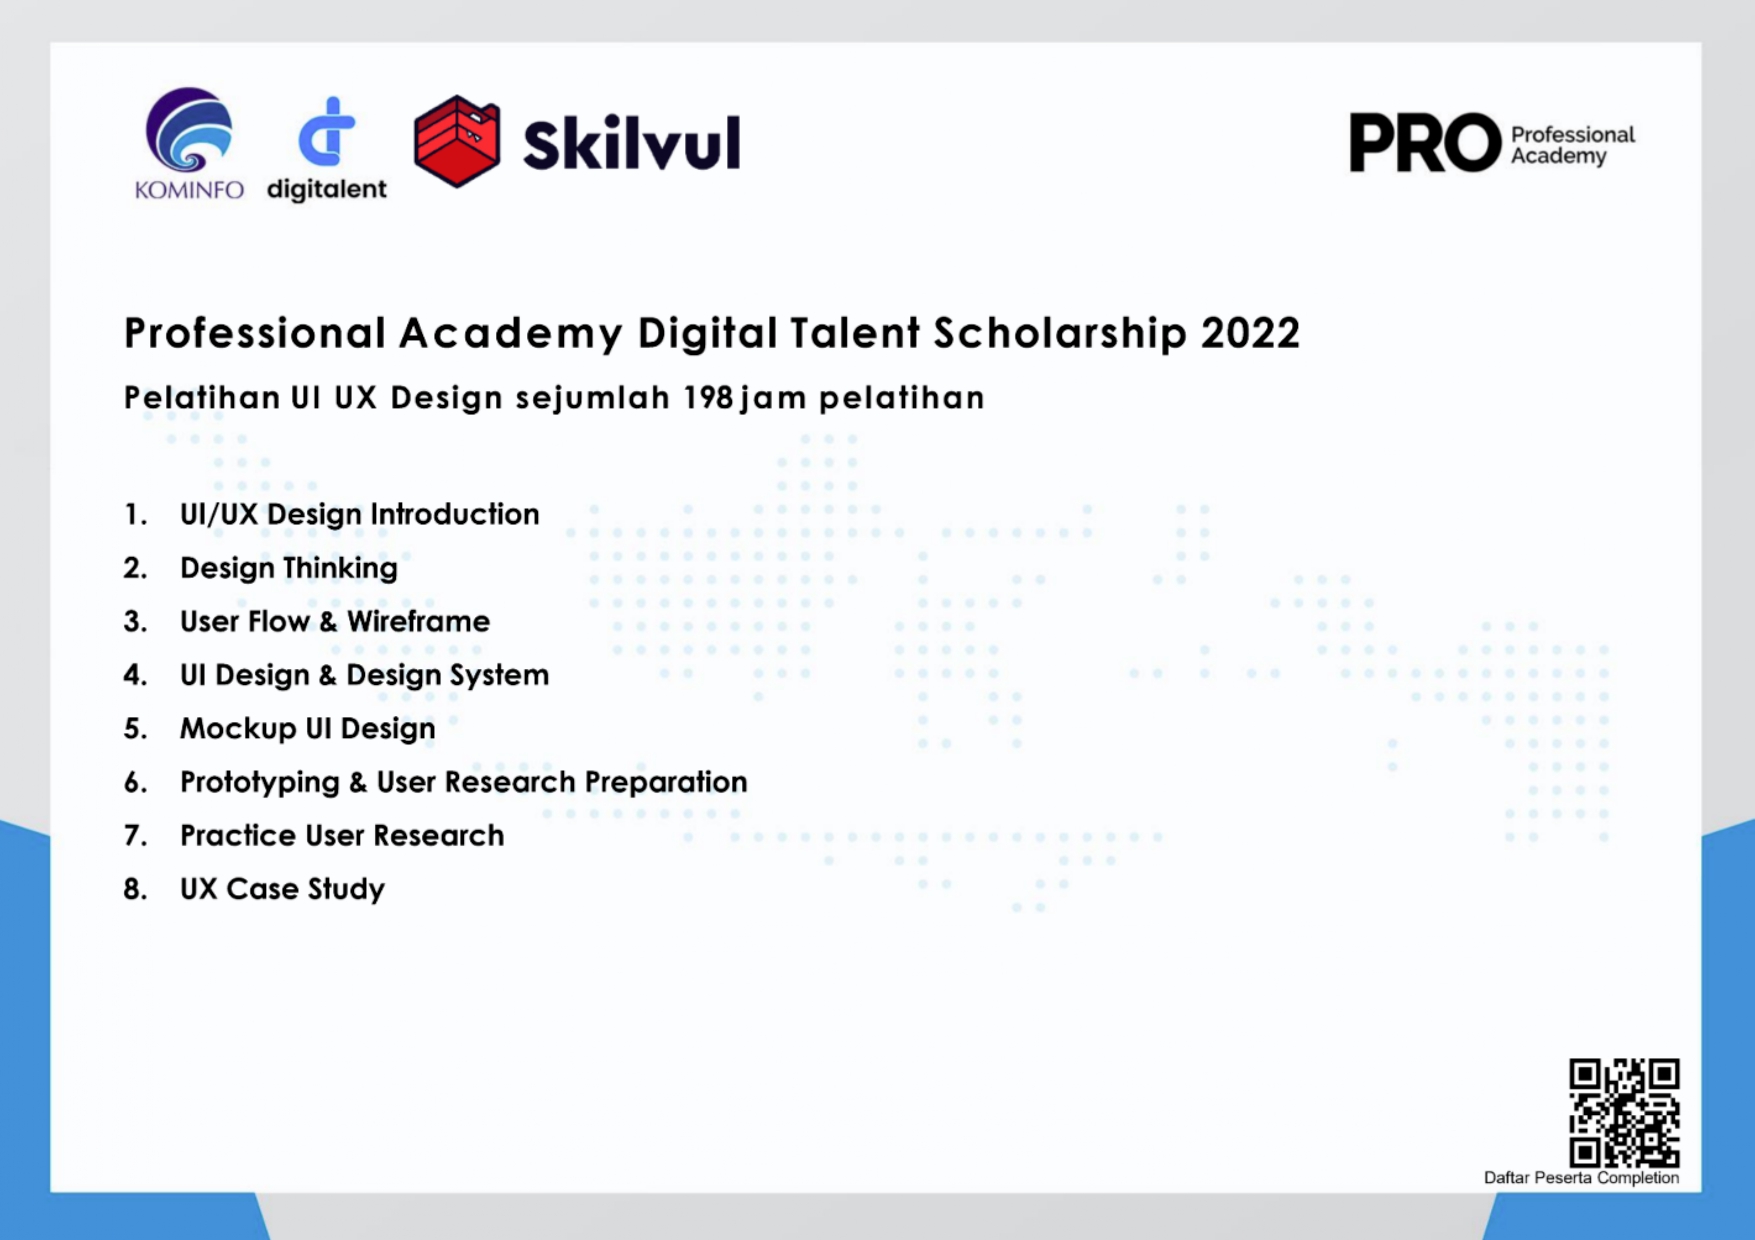 KOMINFO
digitalent
Skilvul
PRO Professional
Academy
Professional Academy Digital Talent Scholarship 2022
Pelatihan UI UX Design sejumlah 198 jam pelatihan
1. UI/UX Design Introduction
2. Design Thinking
3. User Flow & Wireframe
4. UI Design & Design System
5. Mockup UI Design
6. Prototyping & User Research Preparation
7. Practice User Research
8. UX Case Study
Daftar Peserta Completion